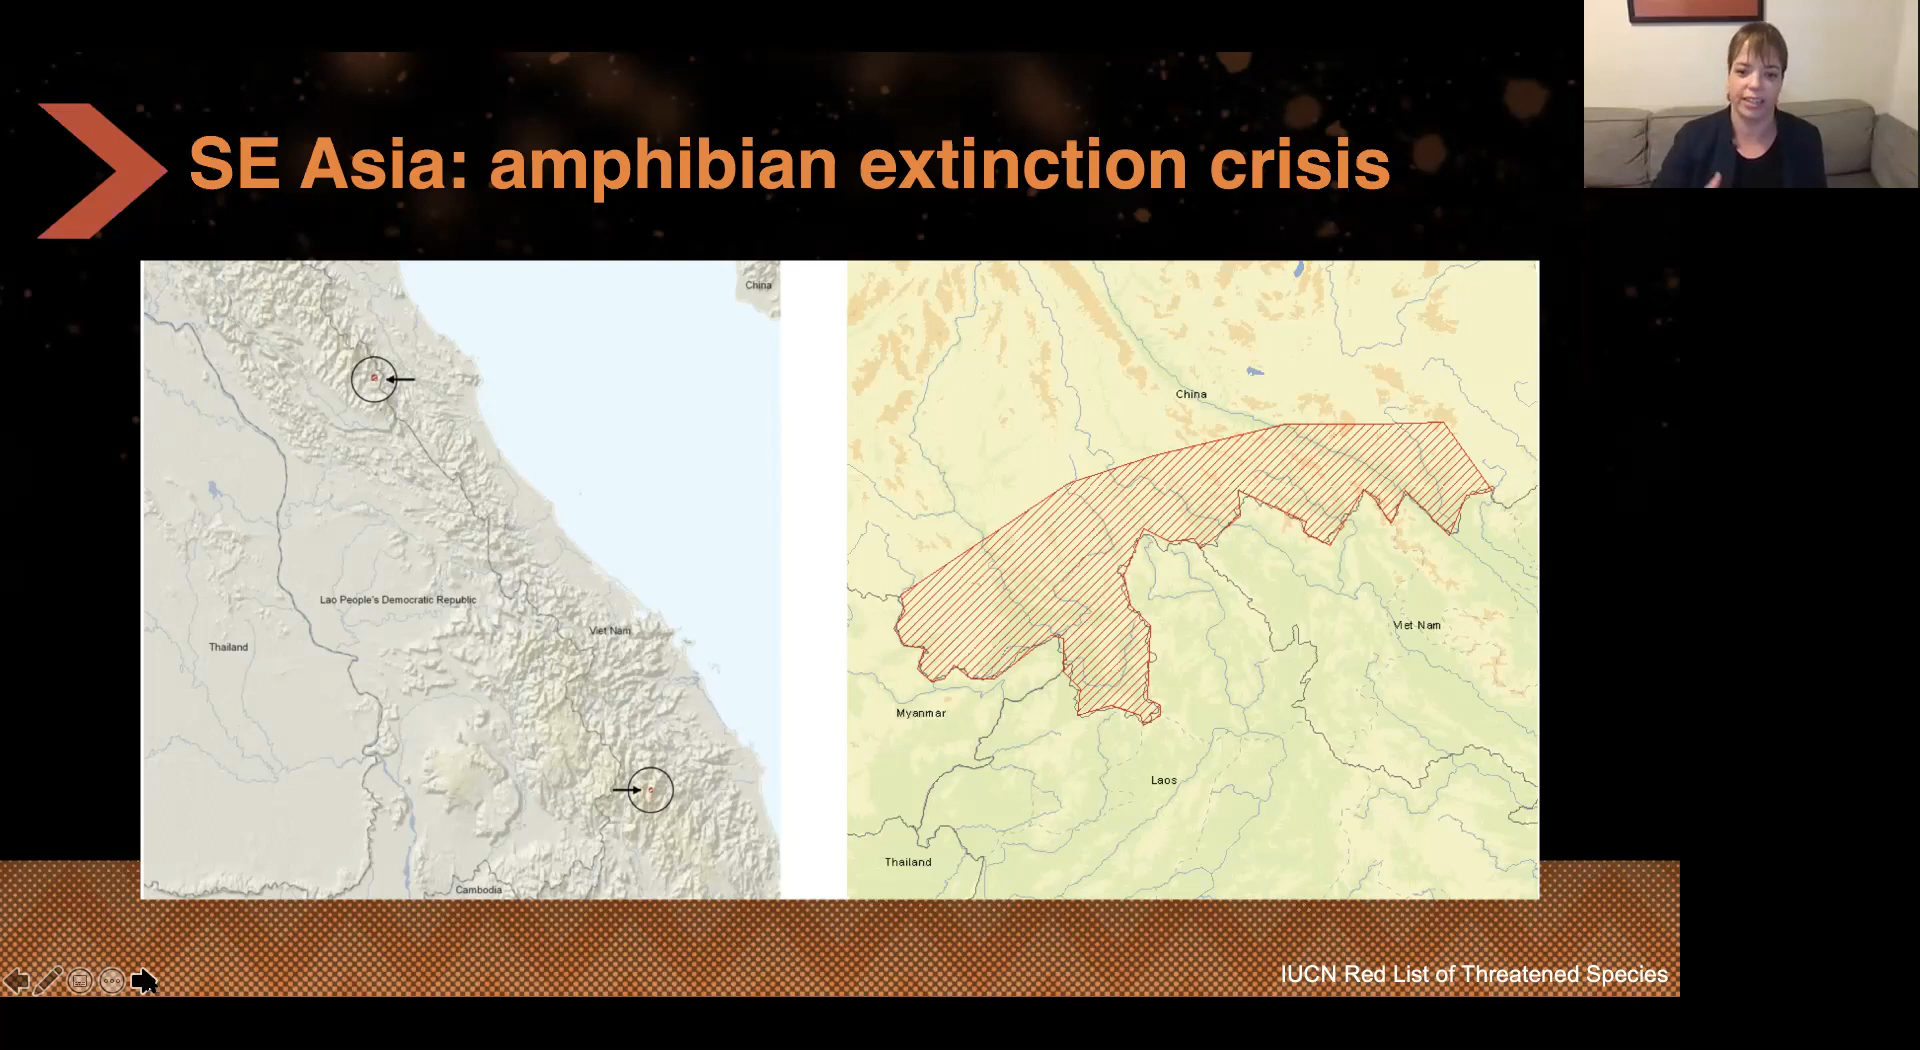 SE Asia: amphibian extinction crisis
China
Lao People's Democratic Republic
Viet Nam
Thailand
Cambodia
China
Viet Nam
Myanmar
Laos
Thailand
IUCN Red List of Threatened Species